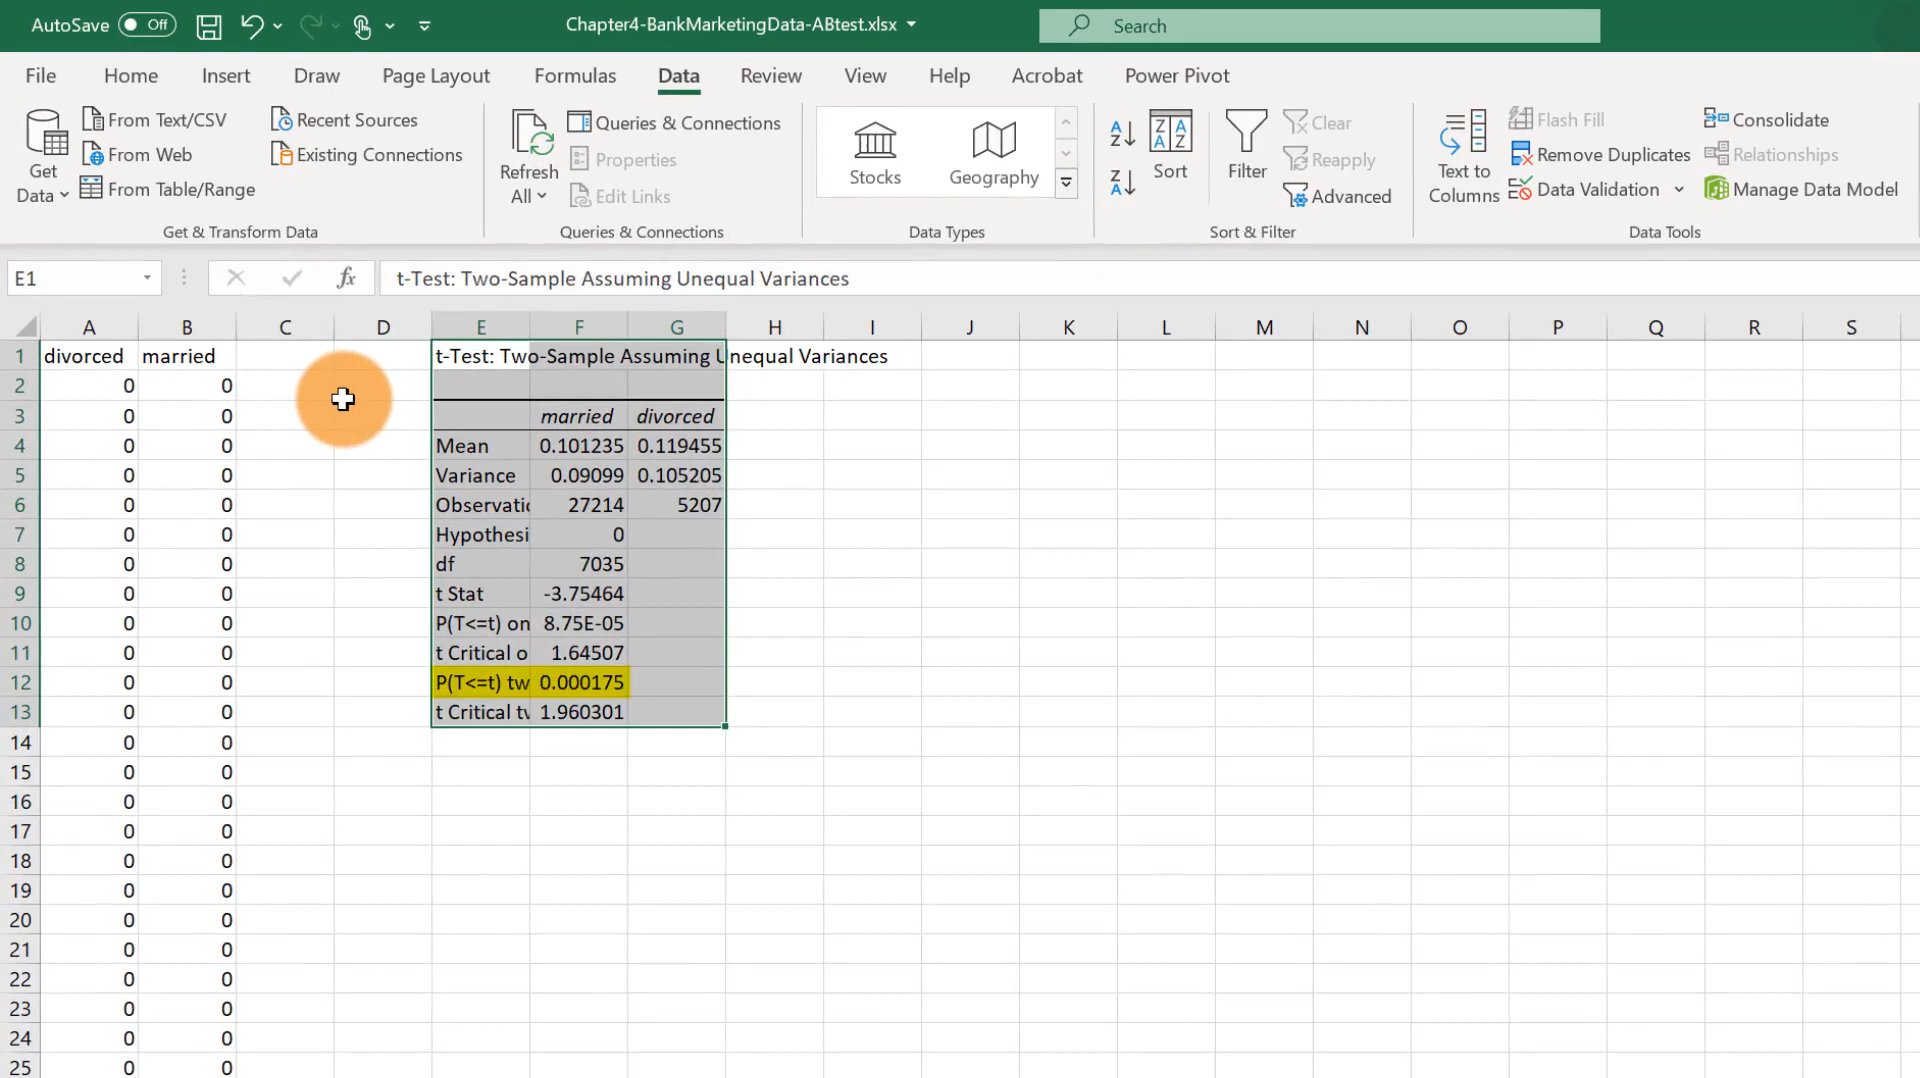 AutoSave Off Chapter4-BankMarketingData-ABtest.xlsx Search
File Home Insert Draw Page Layout Formulas Data Review View Help Acrobat Power Pivot
Get Data
From Text/CSV
From Web
From Table/Range
Recent Sources
Existing Connections
Get & Transform Data
Refresh All
Queries & Connections
Properties
Edit Links
Queries & Connections
Stocks Geography
Data Types
Sort
Filter
Clear
Reapply
Advanced
Sort & Filter
Text to Columns
Flash Fill
Remove Duplicates
Data Validation
Consolidate
Relationships
Manage Data Model
Data Tools
E1 fx t-Test: Two-Sample Assuming Unequal Variances
A B C D E F G H I J K L M N O P Q R S
1 divorced married t-Test: Two-Sample Assuming Unequal Variances
2 0 0
3 0 0 married divorced
4 0 0 Mean 0.101235 0.119455
5 0 0 Variance 0.09099 0.105205
6 0 0 Observatio 27214 5207
7 0 0 Hypothesi 0
8 0 0 df 7035
9 0 0 t Stat -3.75464
10 0 0 P(T<=t) on 8.75E-05
11 0 0 t Critical o 1.64507
12 0 0 P(T<=t) tw 0.000175
13 0 0 t Critical tw 1.960301
14 0 0
15 0 0
16 0 0
17 0 0
18 0 0
19 0 0
20 0 0
21 0 0
22 0 0
23 0 0
24 0 0
25 0 0